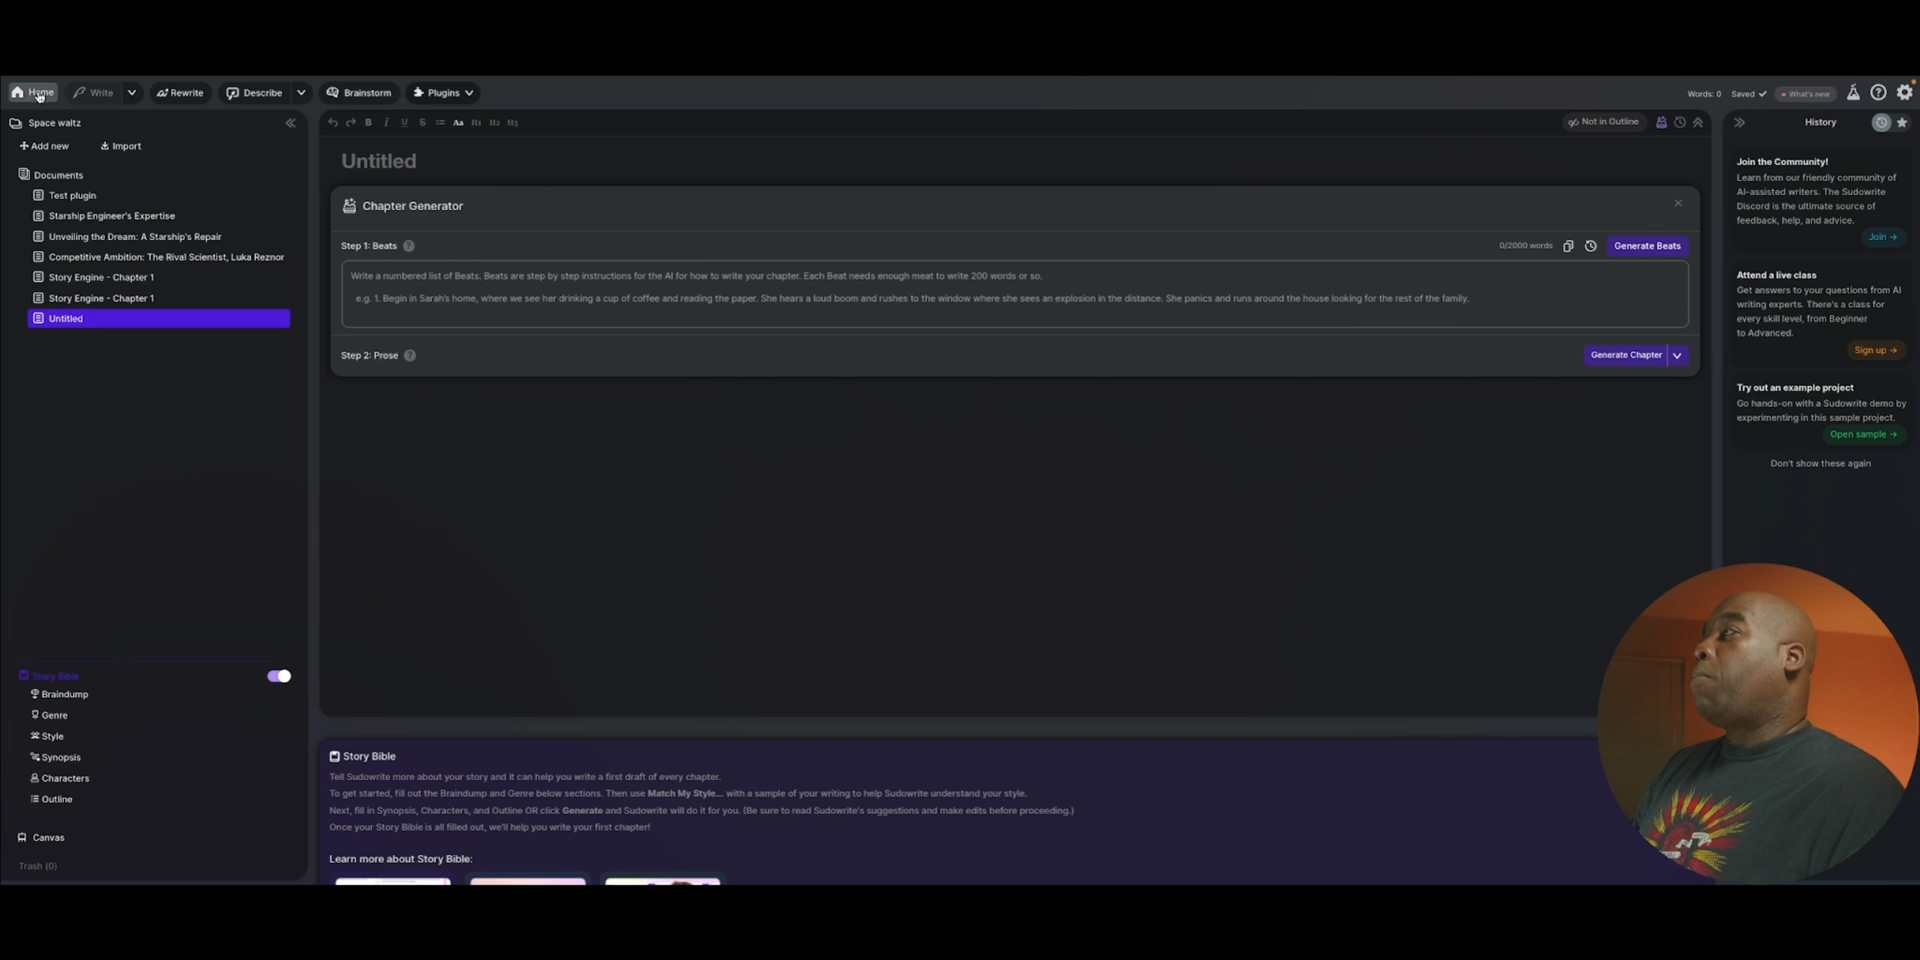 Home
Write
Rewrite
Describe
Brainstorm
Plugins
Words: 0
Saved
What's new
Space waltz
Add new
Import
Documents
Test plugin
Starship Engineer's Expertise
Unveiling the Dream: A Starship's Repair
Competitive Ambition: The Rival Scientist, Luka Reznor
Story Engine - Chapter 1
Story Engine - Chapter 1
Untitled
Story Bible
Braindump
Genre
Style
Synopsis
Characters
Outline
Canvas
Trash (0)
B i U S Aa H1 H2 H3
Not in Outline
Untitled
Chapter Generator
Step 1: Beats ?
0/2000 words
Generate Beats
Write a numbered list of Beats. Beats are step by step instructions for the AI for how to write your chapter. Each Beat needs enough meat to write 200 words or so.
e.g. 1. Begin in Sarah's home, where we see her drinking a cup of coffee and reading the paper. She hears a loud boom and rushes to the window where she sees an explosion in the distance. She panics and runs around the house looking for the rest of the family.
Step 2: Prose ?
Generate Chapter
Story Bible
Tell Sudowrite more about your story and it can help you write a first draft of every chapter.
To get started, fill out the Braindump and Genre below sections. Then use Match My Style... with a sample of your writing to help Sudowrite understand your style.
Next, fill in Synopsis, Characters, and Outline OR click Generate and Sudowrite will do it for you. (Be sure to read Sudowrite's suggestions and make edits before proceeding.)
Once your Story Bible is all filled out, we'll help you write your first chapter!
Learn more about Story Bible:
History
Join the Community!
Learn from our friendly community of
AI-assisted writers. The Sudowrite
Discord is the ultimate source of
feedback, help, and advice.
Join →
Attend a live class
Get answers to your questions from AI
writing experts. There's a class for
every skill level, from Beginner
to Advanced.
Sign up →
Try out an example project
Go hands-on with a Sudowrite demo by
experimenting in this sample project.
Open sample →
Don't show these again